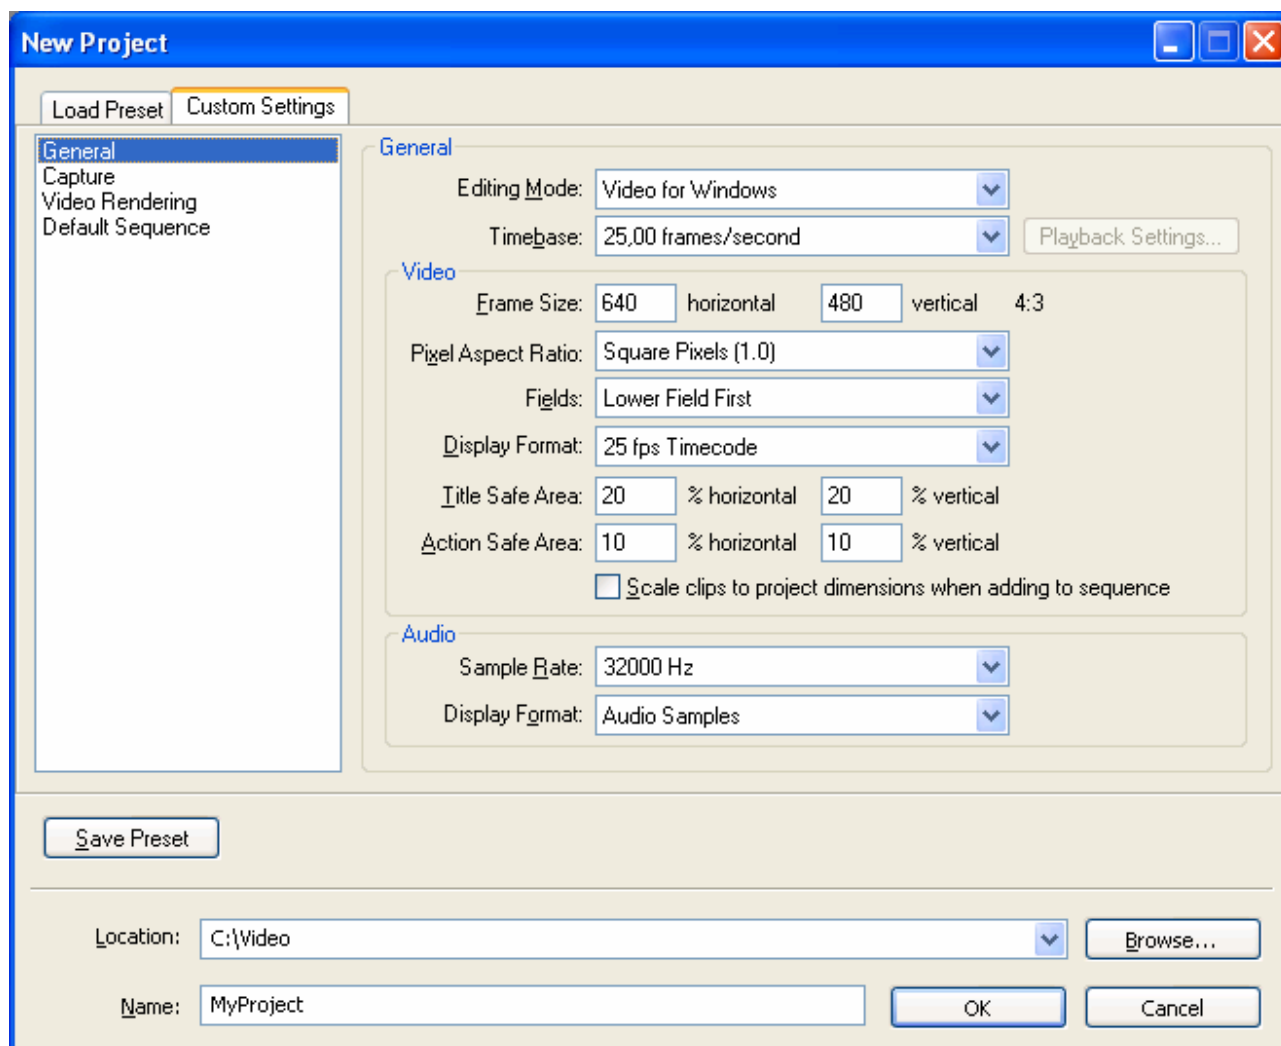 New Project
Load Preset Custom Settings
General
Capture
Video Rendering
Default Sequence
General
Editing Mode: Video for Windows
Timebase: 25,00 frames/second Playback Settings...
Video
Frame Size: 640 horizontal 480 vertical 4:3
Pixel Aspect Ratio: Square Pixels (1.0)
Fields: Lower Field First
Display Format: 25 fps Timecode
Title Safe Area: 20 % horizontal 20 % vertical
Action Safe Area: 10 % horizontal 10 % vertical
Scale clips to project dimensions when adding to sequence
Audio
Sample Rate: 32000 Hz
Display Format: Audio Samples
Save Preset
Location: C:\Video Browse...
Name: MyProject OK Cancel